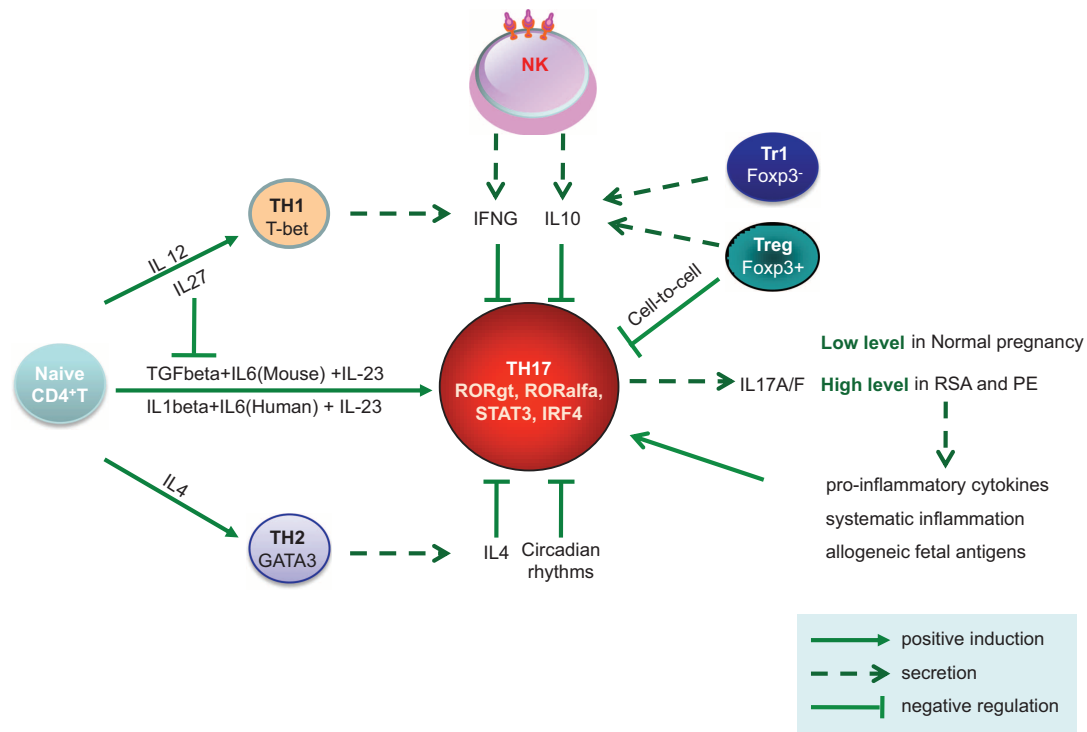 NK
Tr1
Foxp3-
TH1
T-bet
IFNG
IL10
Treg
Foxp3+
IL 12
IL27
Cell-to-cell
Low level in Normal pregnancy
Naive
CD4+T
TGFbeta+IL6(Mouse) +IL-23
IL1beta+IL6(Human) + IL-23
TH17
RORgt, RORalfa,
STAT3, IRF4
IL17A/F
High level in RSA and PE
IL4
pro-inflammatory cytokines
systematic inflammation
allogeneic fetal antigens
TH2
GATA3
IL4
Circadian
rhythms
positive induction
secretion
negative regulation